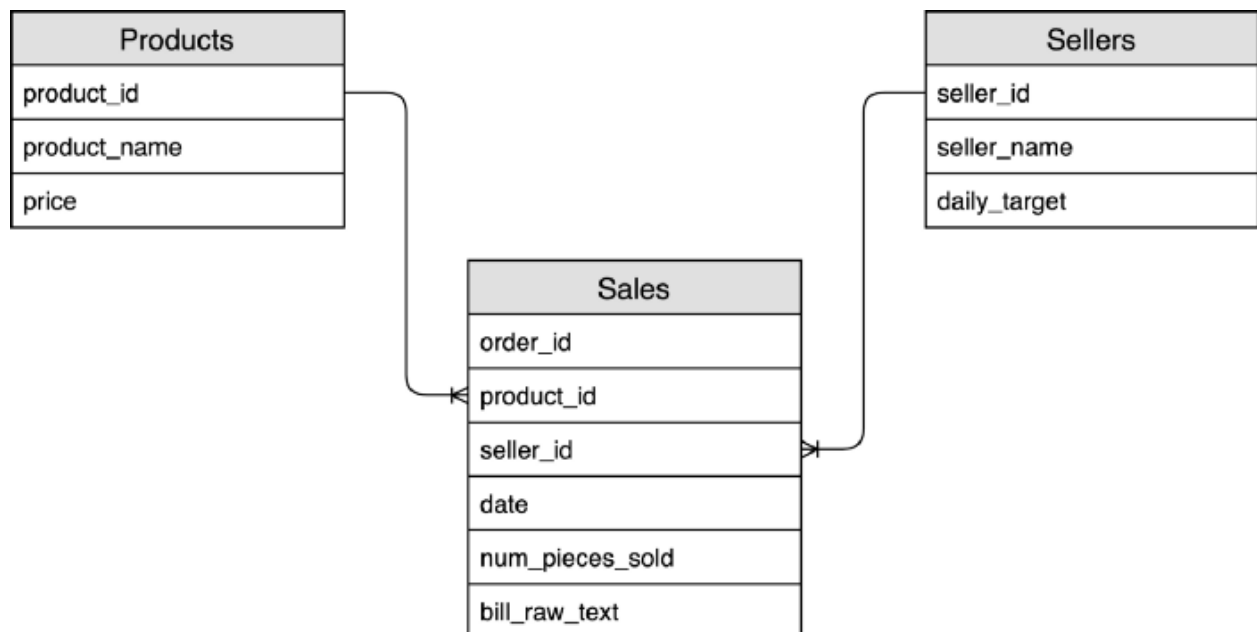 Products
product_id
product_name
price
Sellers
seller_id
seller_name
daily_target
Sales
order_id
product_id
seller_id
date
num_pieces_sold
bill_raw_text